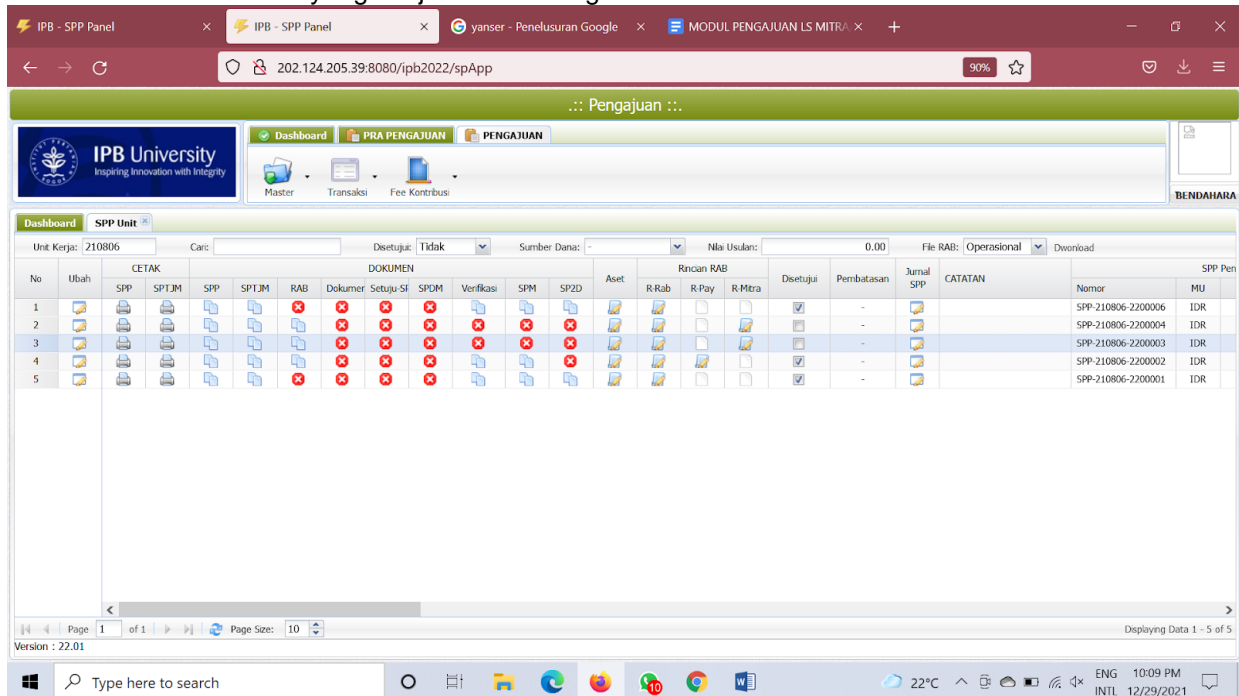 IPB - SPP Panel
IPB - SPP Panel
yanser - Penelusuran Google
MODUL PENGAJUAN LS MITRA
202.124.205.39:8080/ipb2022/spApp
90%
.:: Pengajuan ::.
IPB University
Inspiring Innovation with Integrity
Dashboard PRA PENGAJUAN PENGAJUAN
Master Transaksi Fee Kontribusi
BENDAHARA
Dashboard SPP Unit
Unit Kerja: 210806 Cari: Disetujui: Tidak Sumber Dana: - Nilai Usulan: 0.00 File RAB: Operasional Dwonload
No Ubah CETAK DOKUMEN Aset Rincian RAB Disetujui Pembatasan Jurnal SPP CATATAN SPP Pen
SPP SPTJM SPP SPTJM RAB Dokumen Setuju-SF SPDM Verifikasi SPM SP2D R-Rab R-Pay R-Mitra Nomor MU
1 - SPP-210806-2200006 IDR
2 - SPP-210806-2200004 IDR
3 - SPP-210806-2200003 IDR
4 - SPP-210806-2200002 IDR
5 - SPP-210806-2200001 IDR
Page 1 of 1 Page Size: 10 Displaying Data 1 - 5 of 5
Version : 22.01
Type here to search
10
22°C
ENG
INTL
10:09 PM
12/29/2021